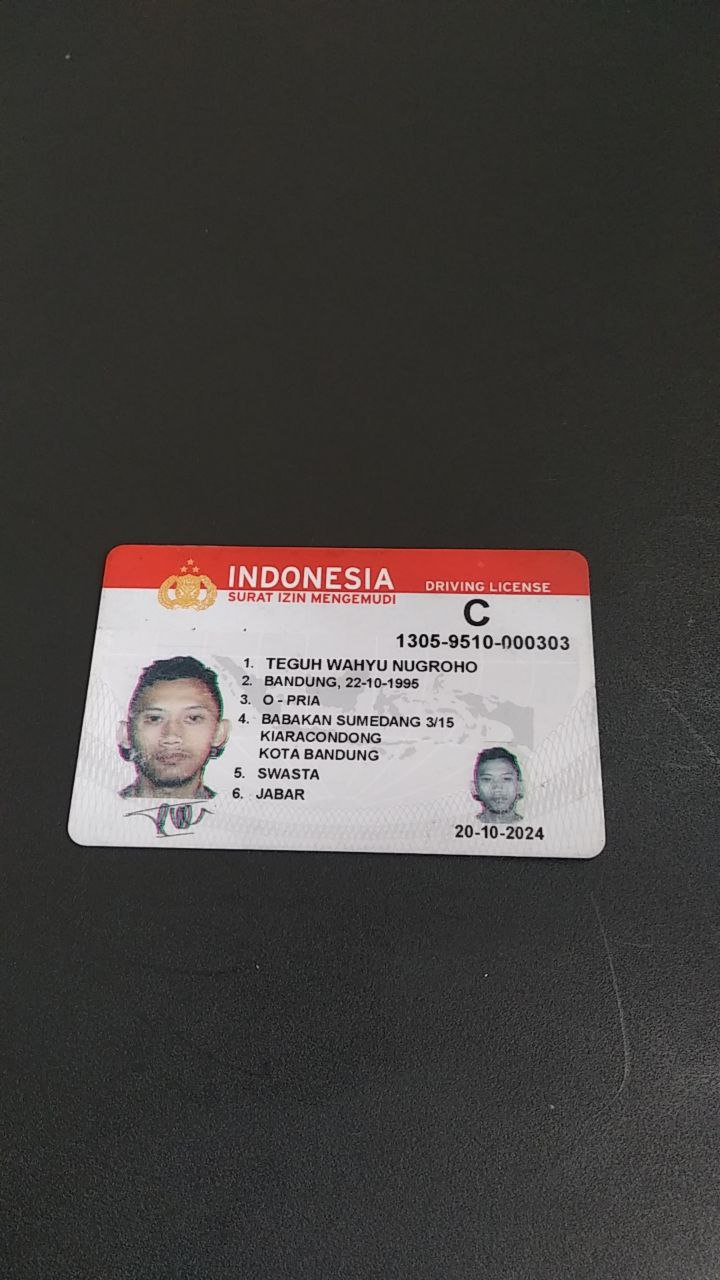 INDONESIA
SURAT IZIN MENGEMUDI
DRIVING LICENSE
C
1305-9510-000303
1. TEGUH WAHYU NUGROHO
2. BANDUNG, 22-10-1995
3. O - PRIA
4. BABAKAN SUMEDANG 3/15
KIARACONDONG
KOTA BANDUNG
5. SWASTA
6. JABAR
20-10-2024